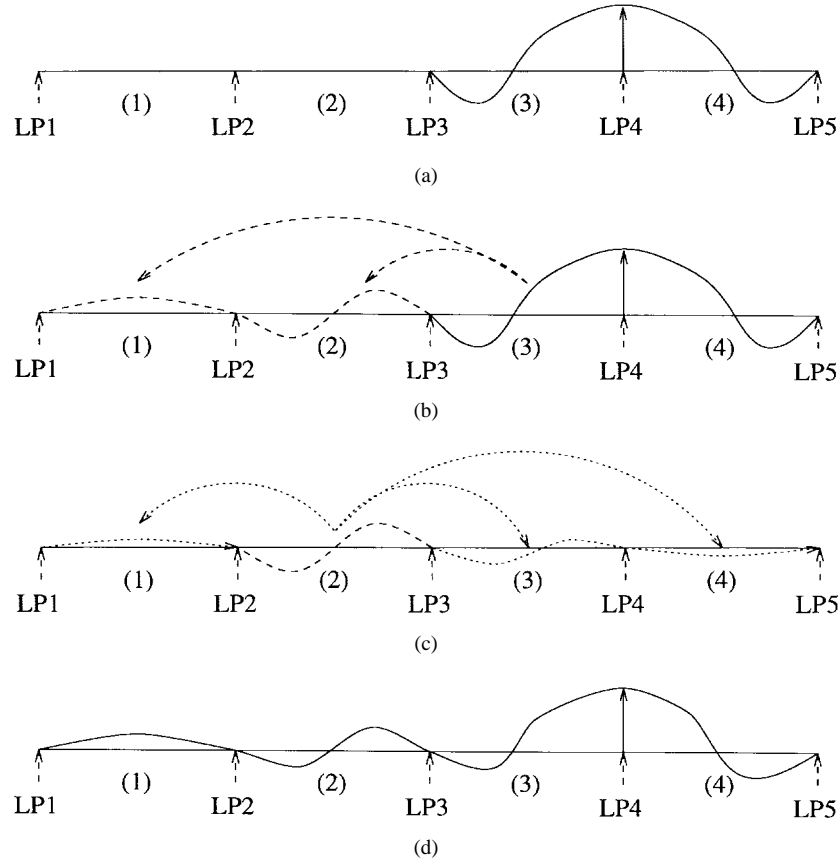 (1) (2) (3) (4)
LP1 LP2 LP3 LP4 LP5
(a)
(1) (2) (3) (4)
LP1 LP2 LP3 LP4 LP5
(b)
(1) (2) (3) (4)
LP1 LP2 LP3 LP4 LP5
(c)
(1) (2) (3) (4)
LP1 LP2 LP3 LP4 LP5
(d)